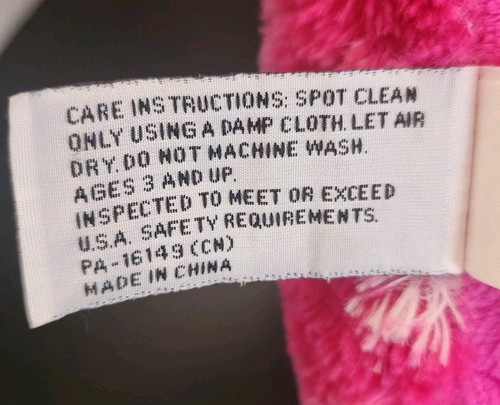 CARE INSTRUCTIONS: SPOT CLEAN
ONLY USING A DAMP CLOTH. LET AIR
DRY. DO NOT MACHINE WASH.
AGES 3 AND UP.
INSPECTED TO MEET OR EXCEED
U.S.A. SAFETY REQUIREMENTS.
PA-16149 (CN)
MADE IN CHINA